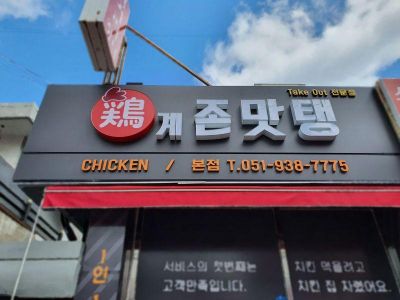 Take Out 전문점
鶏 게 존맛탱
CHICKEN / 본점 T.051-938-7775
서비스의 첫번째는
고객만족입니다.
치킨 먹을려고
치킨 집 차렸어요.